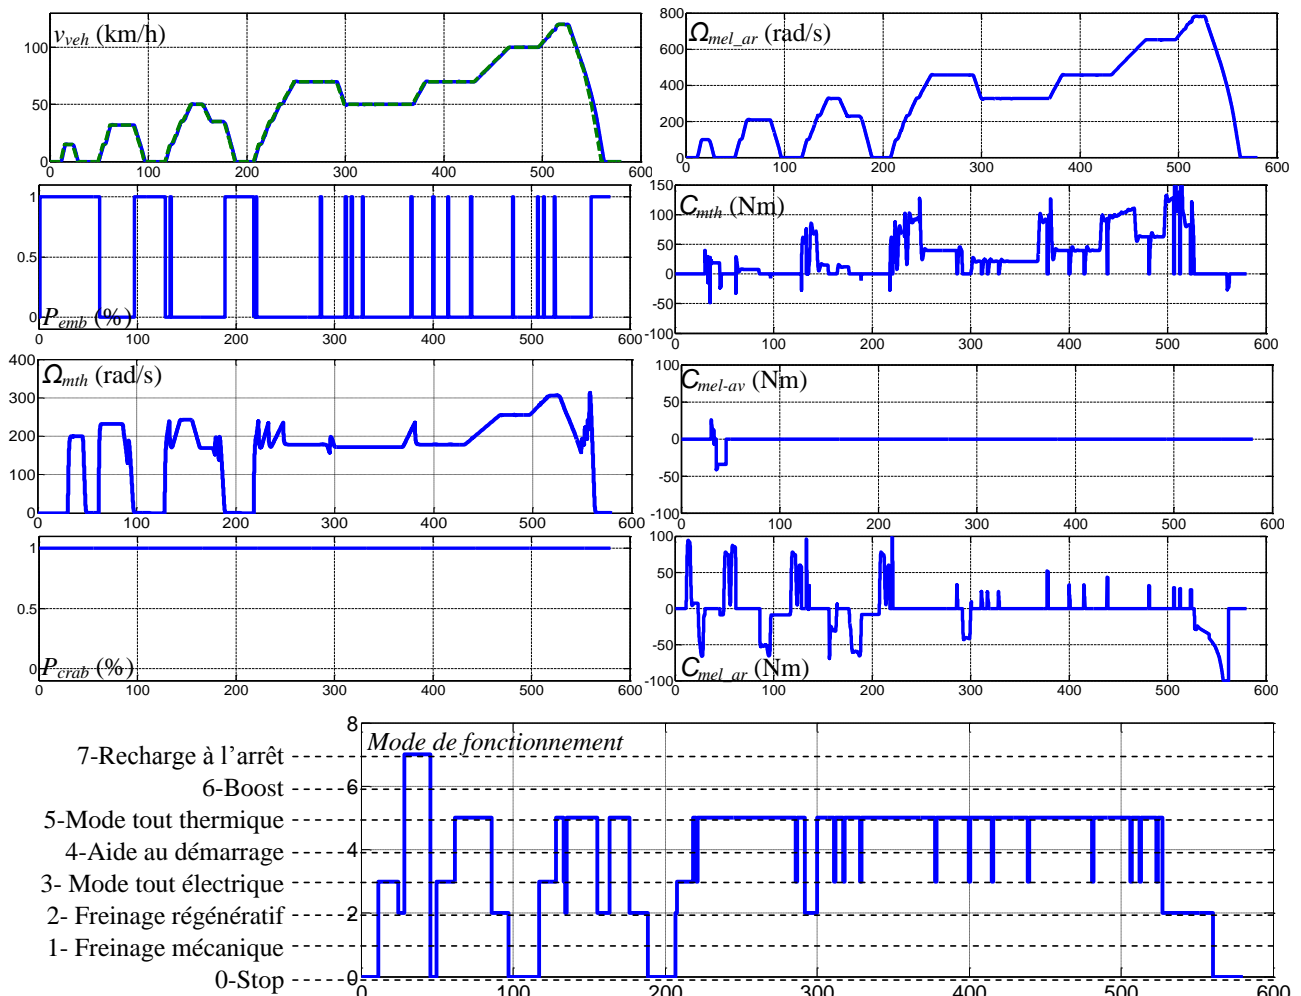 v_veh (km/h)
100
50
0
0 100 200 300 400 500 600
Ω_mel_ar (rad/s)
800
600
400
200
0
0 100 200 300 400 500 600
1
0.5
0
P_emb (%)
0 100 200 300 400 500 600
150
C_mth (Nm)
100
50
0
-50
-100
0 100 200 300 400 500 600
400
Ω_mth (rad/s)
300
200
100
0
0 100 200 300 400 500 600
100
C_mel-av (Nm)
50
0
-50
-100
0 100 200 300 400 500 600
1
0.5
0
P_crab (%)
0 100 200 300 400 500 600
100
50
0
-50
-100
C_mel_ar (Nm)
0 100 200 300 400 500 600
8
Mode de fonctionnement
7-Recharge à l'arrêt
6
6-Boost
5-Mode tout thermique
4
4-Aide au démarrage
3- Mode tout électrique
2
2- Freinage régénératif
1- Freinage mécanique
0
0-Stop
0 100 200 300 400 500 600